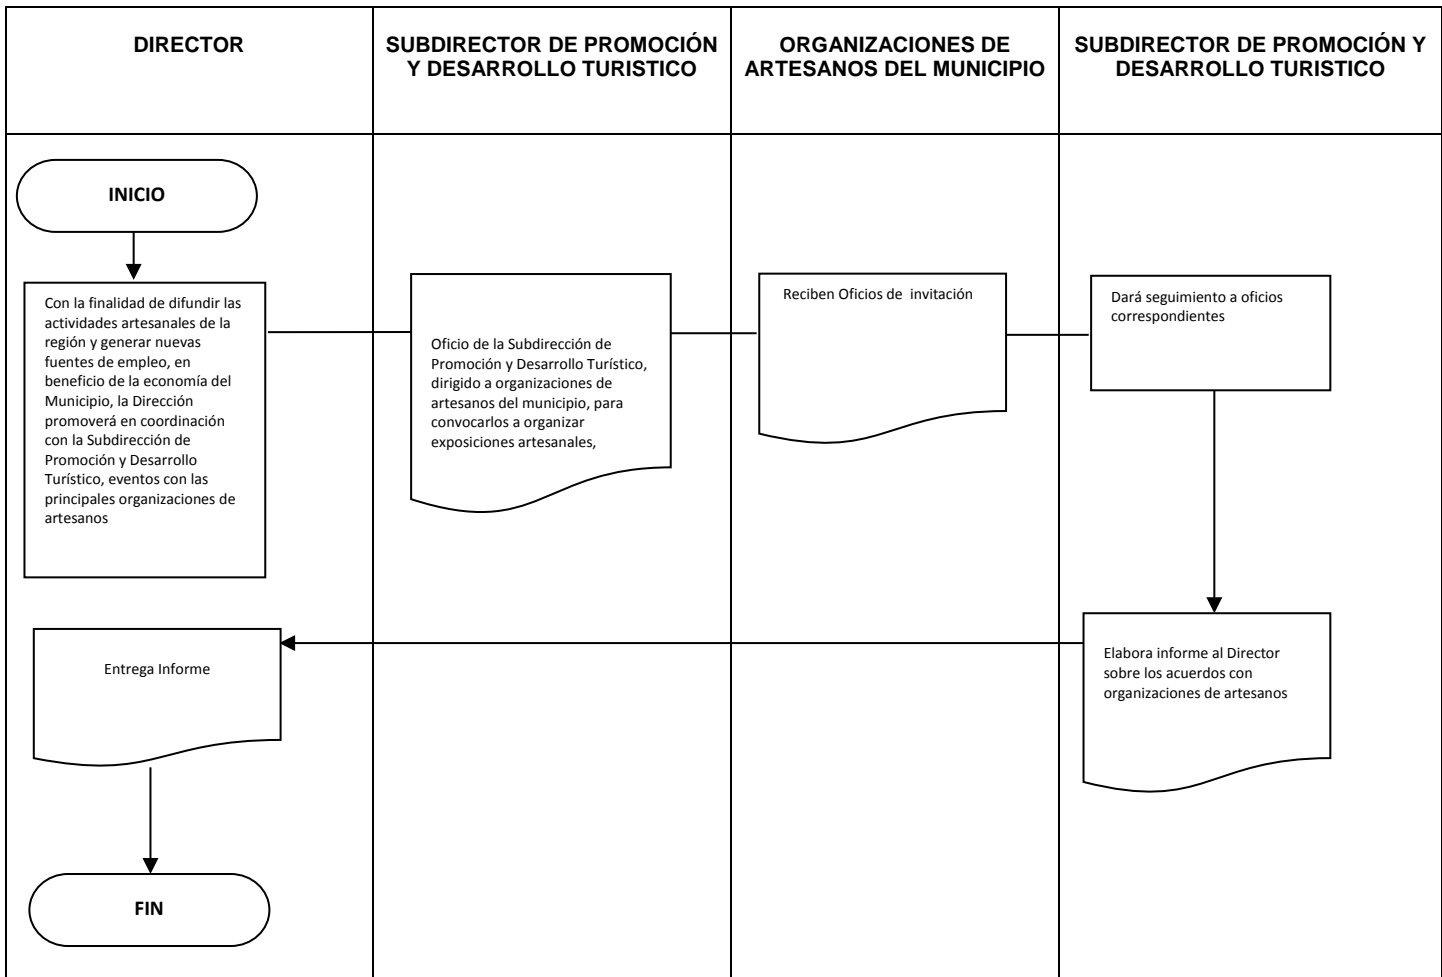 DIRECTOR
SUBDIRECTOR DE PROMOCIÓN
Y DESARROLLO TURISTICO
ORGANIZACIONES DE
ARTESANOS DEL MUNICIPIO
SUBDIRECTOR DE PROMOCIÓN Y
DESARROLLO TURISTICO
INICIO
Con la finalidad de difundir las
actividades artesanales de la
región y generar nuevas
fuentes de empleo, en
beneficio de la economía del
Municipio, la Dirección
promoverá en coordinación
con la Subdirección de
Promoción y Desarrollo
Turístico, eventos con las
principales organizaciones de
artesanos
Oficio de la Subdirección de
Promoción y Desarrollo Turístico,
dirigido a organizaciones de
artesanos del municipio, para
convocarlos a organizar
exposiciones artesanales,
Reciben Oficios de invitación
Dará seguimiento a oficios
correspondientes
Elabora informe al Director
sobre los acuerdos con
organizaciones de artesanos
Entrega Informe
FIN